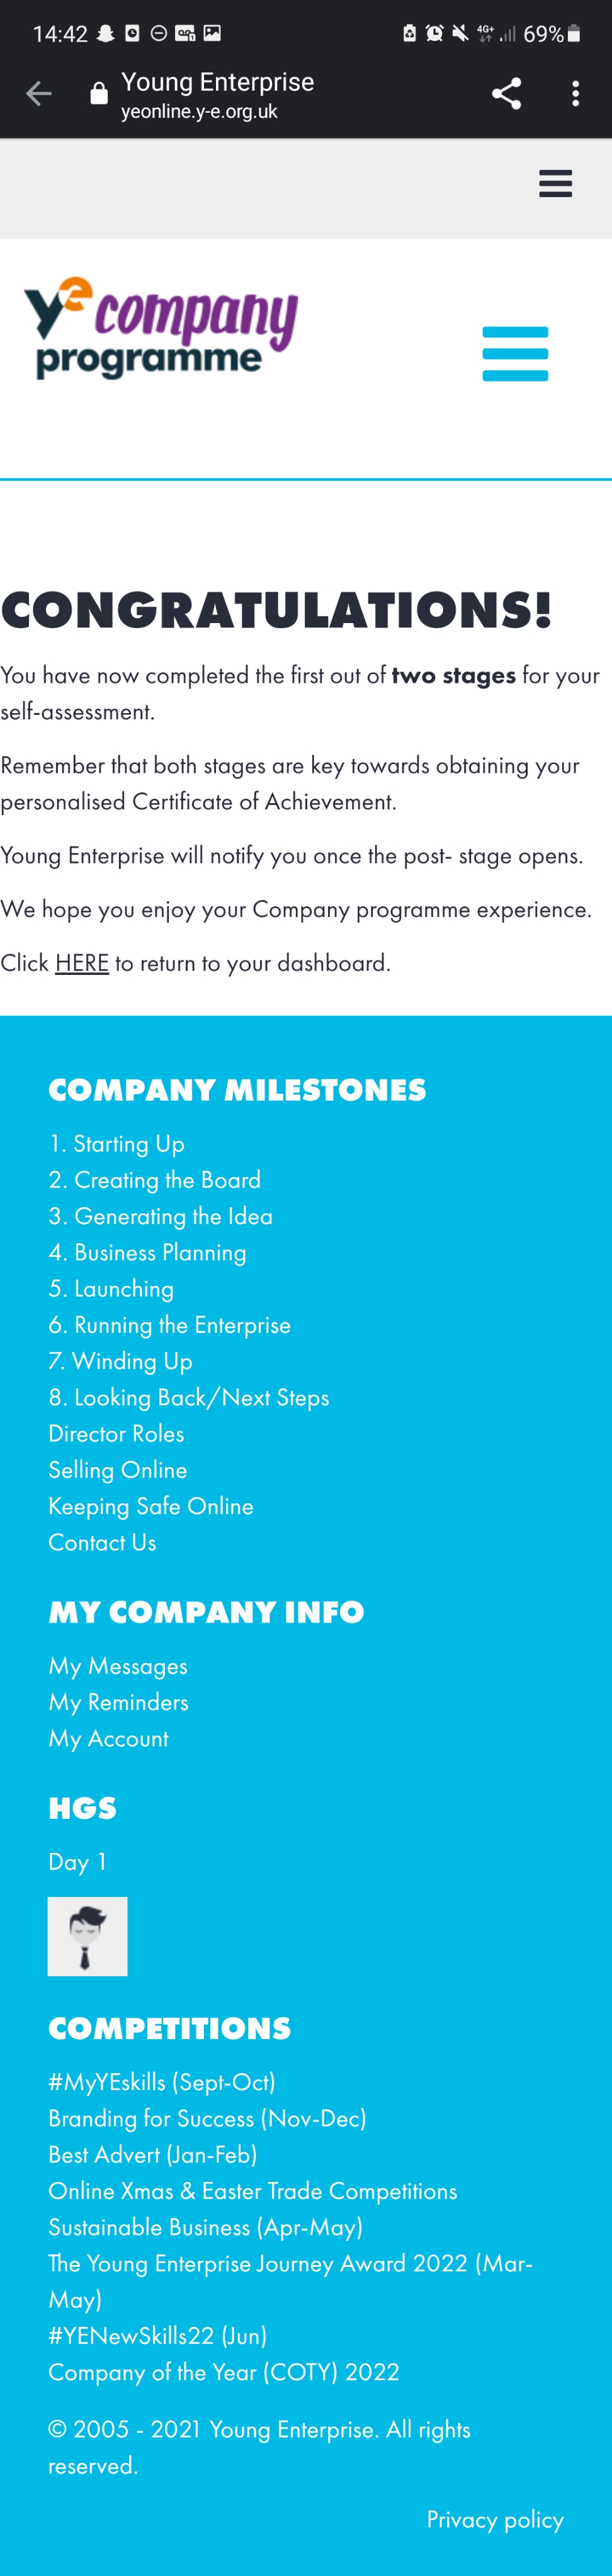 14:42
4G+
69%
Young Enterprise
yeonline.y-e.org.uk
ye company
programme
CONGRATULATIONS!
You have now completed the first out of two stages for your
self-assessment.
Remember that both stages are key towards obtaining your
personalised Certificate of Achievement.
Young Enterprise will notify you once the post- stage opens.
We hope you enjoy your Company programme experience.
Click HERE to return to your dashboard.
COMPANY MILESTONES
1. Starting Up
2. Creating the Board
3. Generating the Idea
4. Business Planning
5. Launching
6. Running the Enterprise
7. Winding Up
8. Looking Back/Next Steps
Director Roles
Selling Online
Keeping Safe Online
Contact Us
MY COMPANY INFO
My Messages
My Reminders
My Account
HGS
Day 1
COMPETITIONS
#MyYEskills (Sept-Oct)
Branding for Success (Nov-Dec)
Best Advert (Jan-Feb)
Online Xmas & Easter Trade Competitions
Sustainable Business (Apr-May)
The Young Enterprise Journey Award 2022 (Mar-
May)
#YENewSkills22 (Jun)
Company of the Year (COTY) 2022
© 2005 - 2021 Young Enterprise. All rights
reserved.
Privacy policy